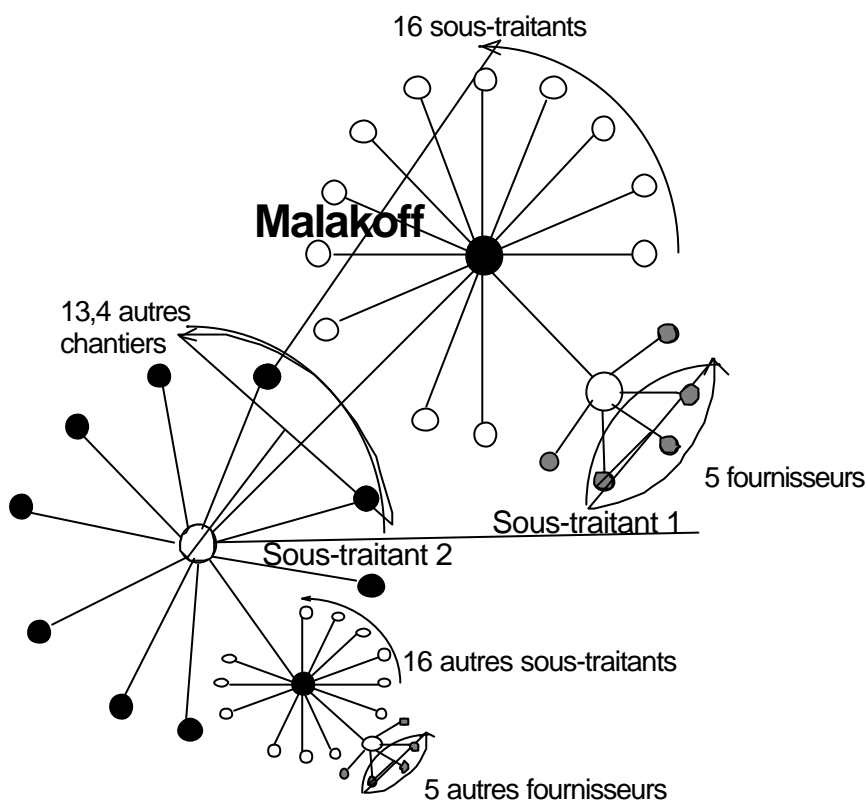 16 sous-traitants
Malakoff
13,4 autres
chantiers
5 fournisseurs
Sous-traitant 1
Sous-traitant 2
16 autres sous-traitants
5 autres fournisseurs